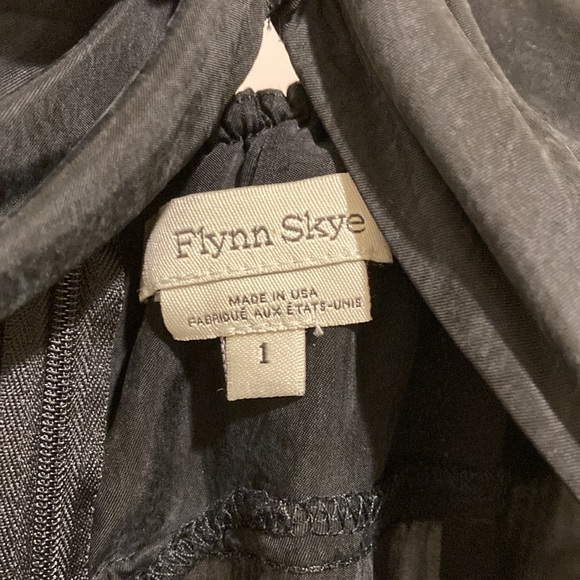 Flynn Skye
MADE IN USA
FABRIQUÉ AUX ÉTATS-UNIS
1